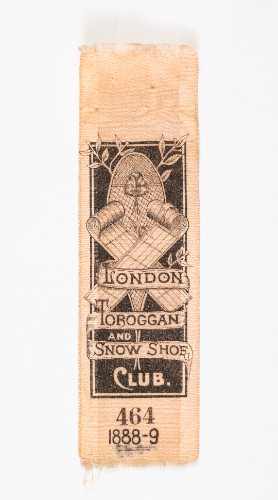 LONDON
TOBOGGAN
AND
SNOW SHOE
CLUB.
464
1888-9